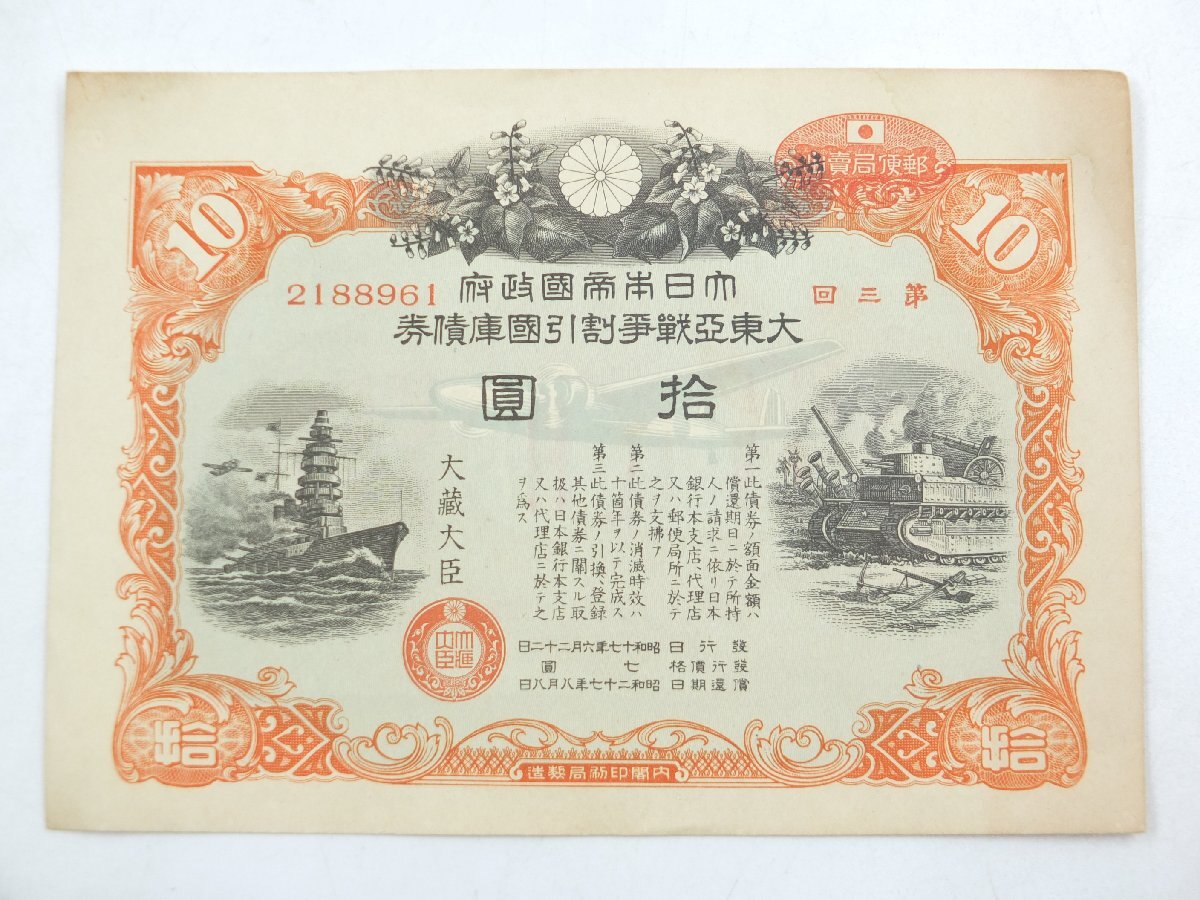 郵便局賣
10
10
第三回
大日本帝國政府
2188961
大東亞戰爭割引國庫債券
拾圓
第一此債券ノ額面金額ハ
償還期日ニ於テ所持
人ノ請求ニ依リ日本
銀行本支店、代理店
又ハ郵便局所ニ於テ
之ヲ支拂フ
第二此債券ノ消滅時效ハ
十箇年ヲ以テ完成ス
第三此債券ノ引換、登錄
其他債券ニ關スル取
扱ハ日本銀行本支店
又ハ代理店ニ於テ之
ヲ爲ス
大藏大臣
發行日 昭和十七年六月二十二日
發行價格 七圓
償還期日 昭和二十七年八月八日
拾
拾
內閣印刷局製造